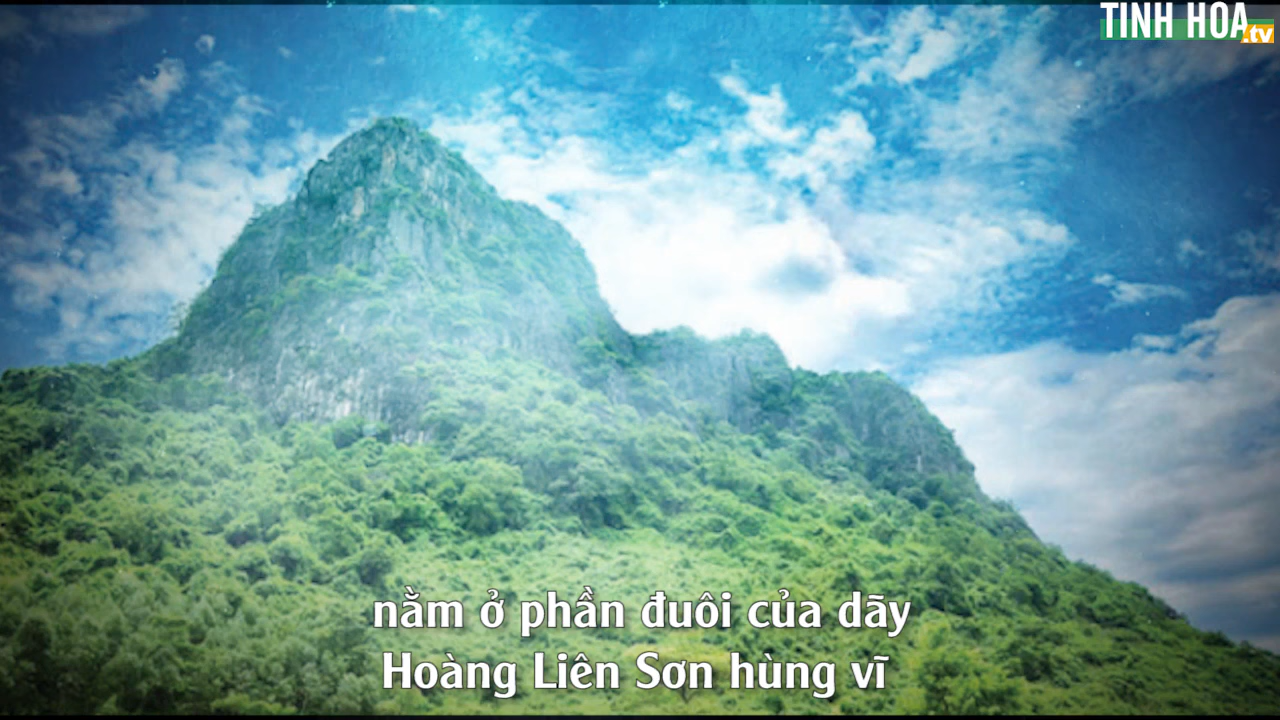 TINH HOA
.tv
nằm ở phần đuôi của dãy
Hoàng Liên Sơn hùng vĩ